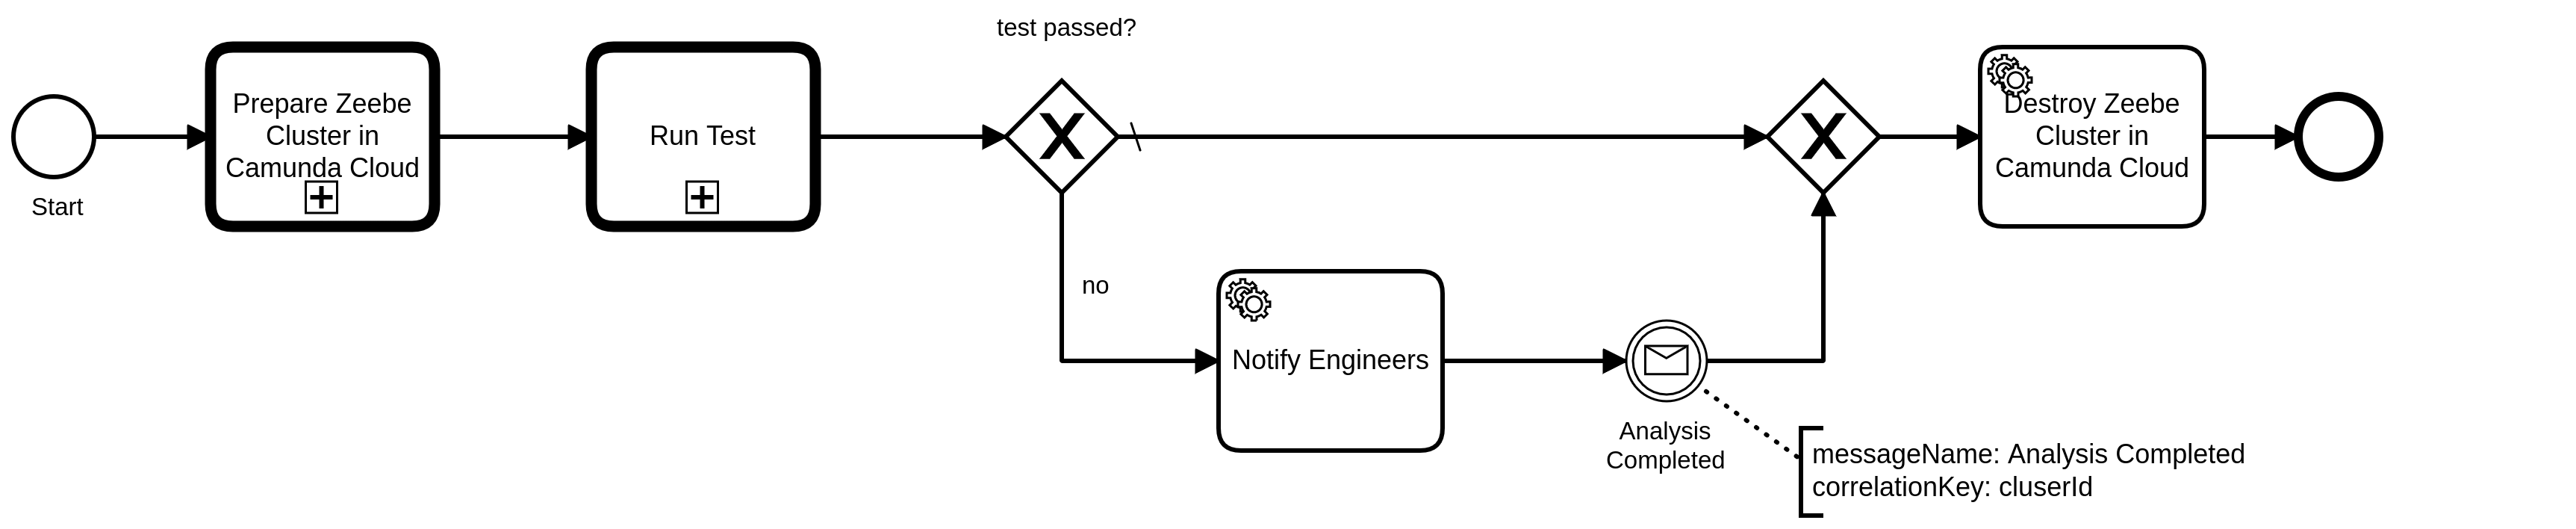 Start
Prepare Zeebe
Cluster in
Camunda Cloud
Run Test
test passed?
no
Notify Engineers
Analysis
Completed
messageName: Analysis Completed
correlationKey: cluserId
Destroy Zeebe
Cluster in
Camunda Cloud